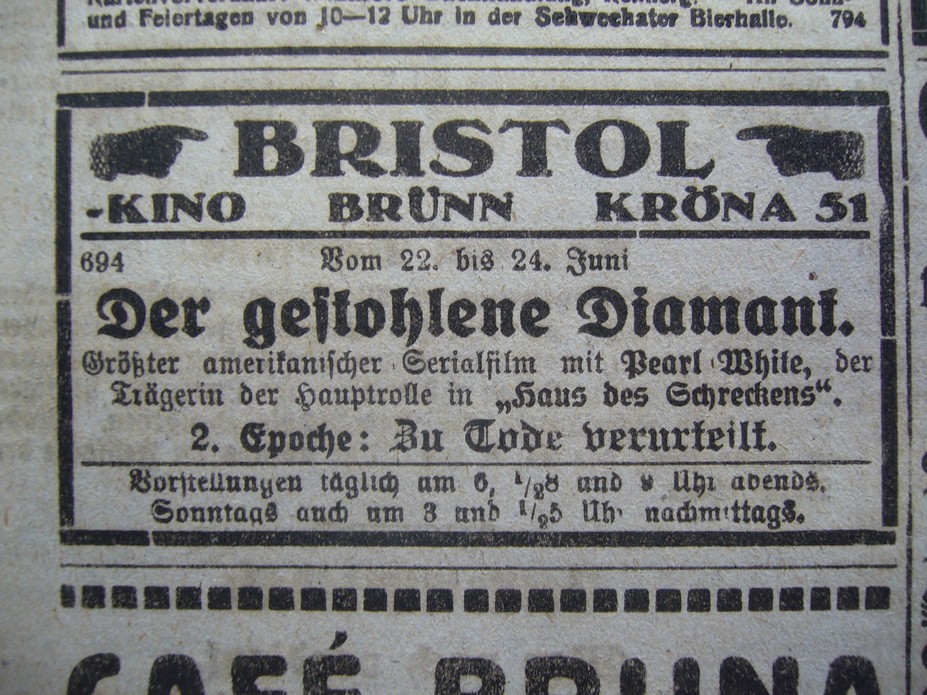 und Feiertagen von 10—12 Uhr in der Schwechater Bierhalle. 794
BRISTOL
-KINO BRÜNN KRÖNA 51
694 Vom 22. bis 24. Juni
Der gestohlene Diamant.
Größter amerikanischer Serialfilm mit Pearl White, der
Trägerin der Hauptrolle in „Haus des Schreckens“.
2. Epoche: Zu Tode verurteilt.
Vorstellungen täglich um 6, 1/28 und 9 Uhr abends.
Sonntags auch um 3 und 1/25 Uhr nachmittags.
CAFÉ BRUNA